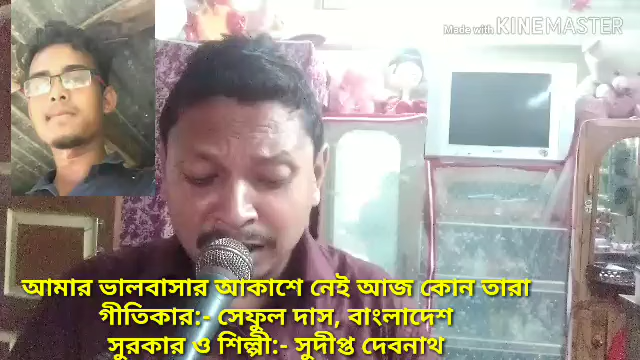 Made with KINEMASTER
আমার ভালবাসার আকাশে নেই আজ কোন তারা
গীতিকার:- সেফুল দাস, বাংলাদেশ
সুরকার ও শিল্পী:- সুদীপ্ত দেবনাথ